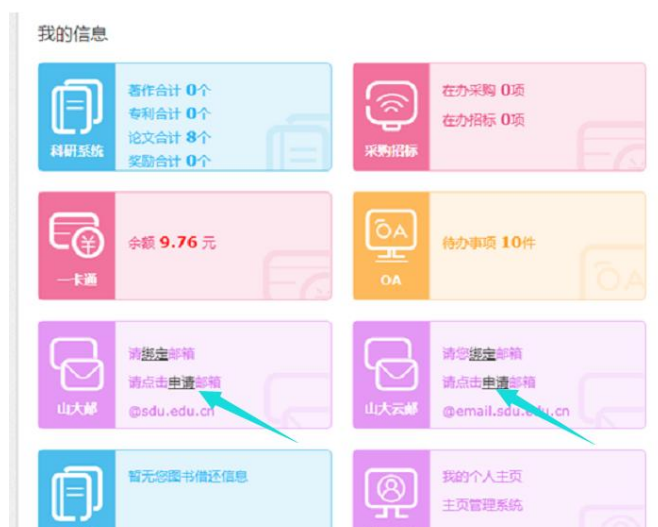 我的信息
科研系统
著作合计 0个
专利合计 0个
论文合计 8个
奖励合计 0个
采购招标
在办采购 0项
在办招标 0项
一卡通
余额 9.76 元
OA
待办事项 10件
山大邮
请绑定邮箱
请点击申请邮箱
@sdu.edu.cn
山大云邮
请您绑定邮箱
请点击申请邮箱
@email.sdu.edu.cn
暂无您图书借还信息
我的个人主页
主页管理系统